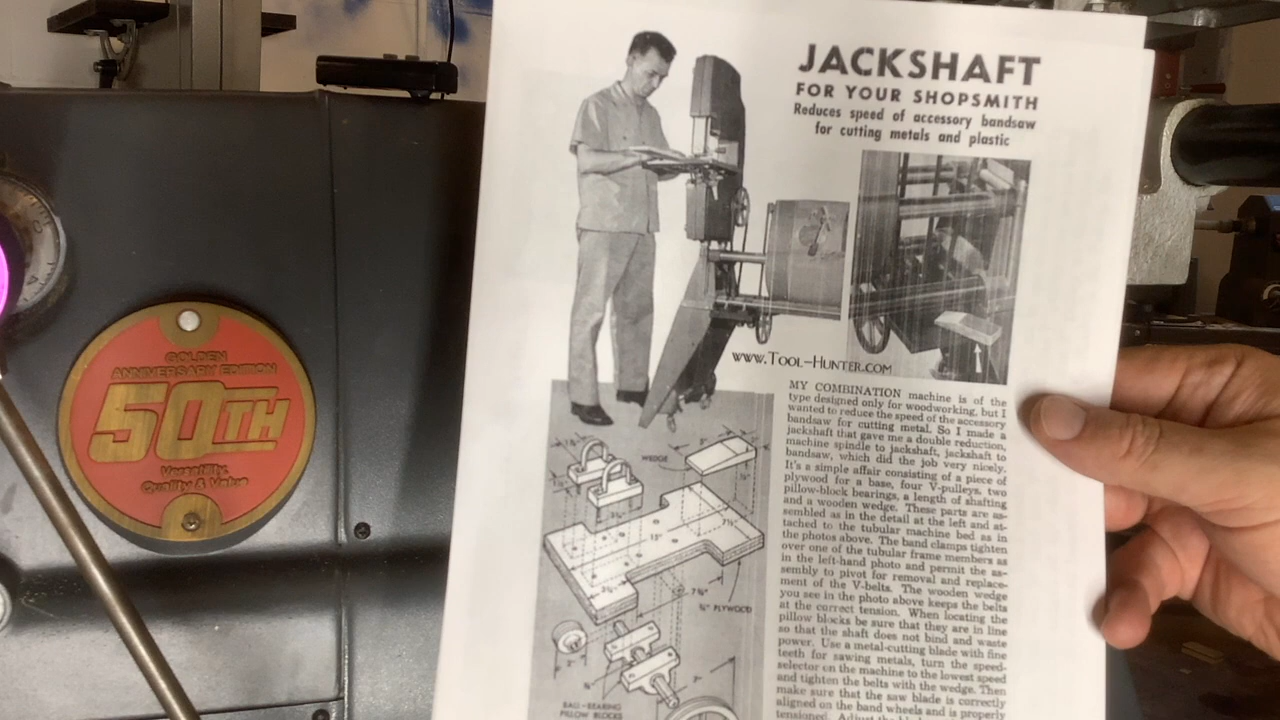 GOLDEN
ANNIVERSARY EDITION
50TH
Versatility,
Quality & Value
JACKSHAFT
FOR YOUR SHOPSMITH
Reduces speed of accessory bandsaw
for cutting metals and plastic
www.Tool-Hunter.com
MY COMBINATION machine is of the
type designed only for woodworking, but I
wanted to reduce the speed of the accessory
bandsaw for cutting metal. So I made a
jackshaft that gave me a double reduction,
machine spindle to jackshaft, jackshaft to
bandsaw, which did the job very nicely.
It's a simple affair consisting of a piece of
plywood for a base, four V-pulleys, two
pillow-block bearings, a length of shafting
and a wooden wedge. These parts are as-
sembled as in the detail at the left and at-
tached to the tubular machine bed as in
the photos above. The band clamps tighten
over one of the tubular frame members as
in the left-hand photo and permit the as-
sembly to pivot for removal and replace-
ment of the V-belts. The wooden wedge
you see in the photo above keeps the belts
at the correct tension. When locating the
pillow blocks be sure that they are in line
so that the shaft does not bind and waste
power. Use a metal-cutting blade with fine
teeth for sawing metals, turn the speed-
selector on the machine to the lowest speed
and tighten the belts with the wedge. Then
make sure that the saw blade is correctly
aligned on the band wheels and is properly
tensioned. Adjust the
WEDGE
3"
13"
¾" PLYWOOD
2"
7"
BALL-BEARING
PILLOW BLOCKS